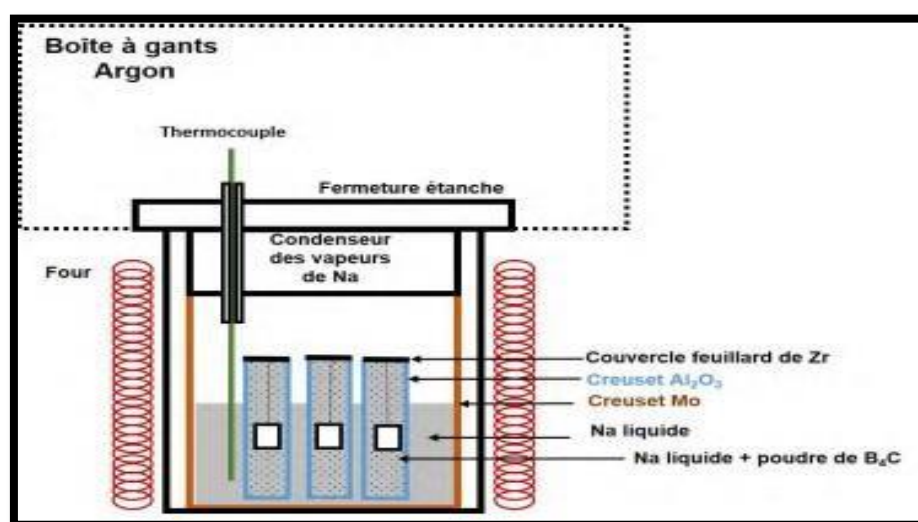 Boîte à gants
Argon
Thermocouple
Fermeture étanche
Condenseur
des vapeurs
de Na
Four
Couvercle feuillard de Zr
Creuset Al₂O₃
Creuset Mo
Na liquide
Na liquide + poudre de B₄C